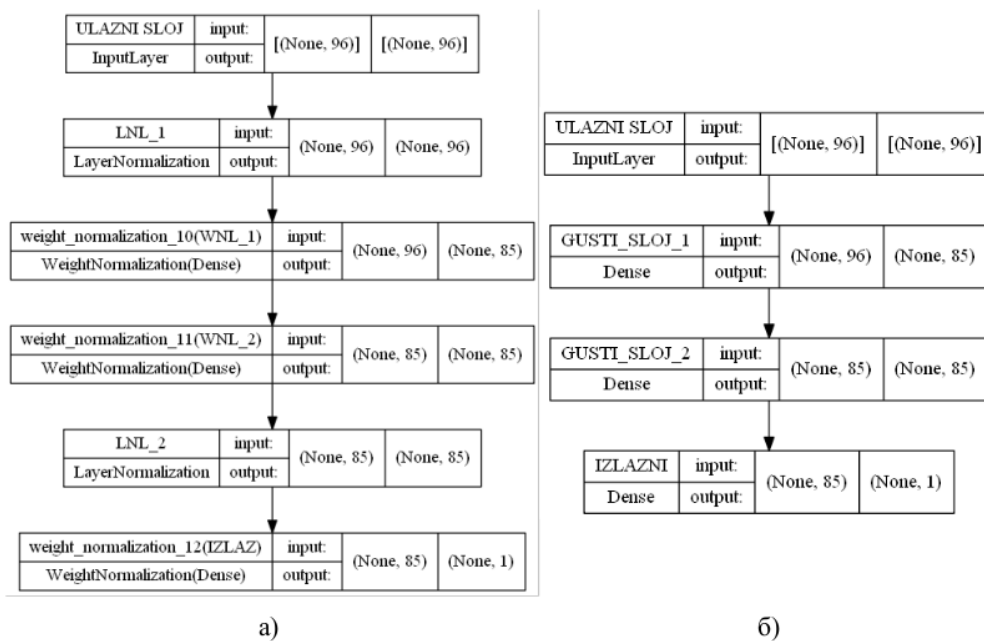 ULAZNI SLOJ input: [(None, 96)] [(None, 96)]
InputLayer output:
LNL_1 input: (None, 96) (None, 96)
LayerNormalization output:
weight_normalization_10(WNL_1) input: (None, 96) (None, 85)
WeightNormalization(Dense) output:
weight_normalization_11(WNL_2) input: (None, 85) (None, 85)
WeightNormalization(Dense) output:
LNL_2 input: (None, 85) (None, 85)
LayerNormalization output:
weight_normalization_12(IZLAZ) input: (None, 85) (None, 1)
WeightNormalization(Dense) output:
а)
ULAZNI SLOJ input: [(None, 96)] [(None, 96)]
InputLayer output:
GUSTI_SLOJ_1 input: (None, 96) (None, 85)
Dense output:
GUSTI_SLOJ_2 input: (None, 85) (None, 85)
Dense output:
IZLAZNI input: (None, 85) (None, 1)
Dense output:
б)